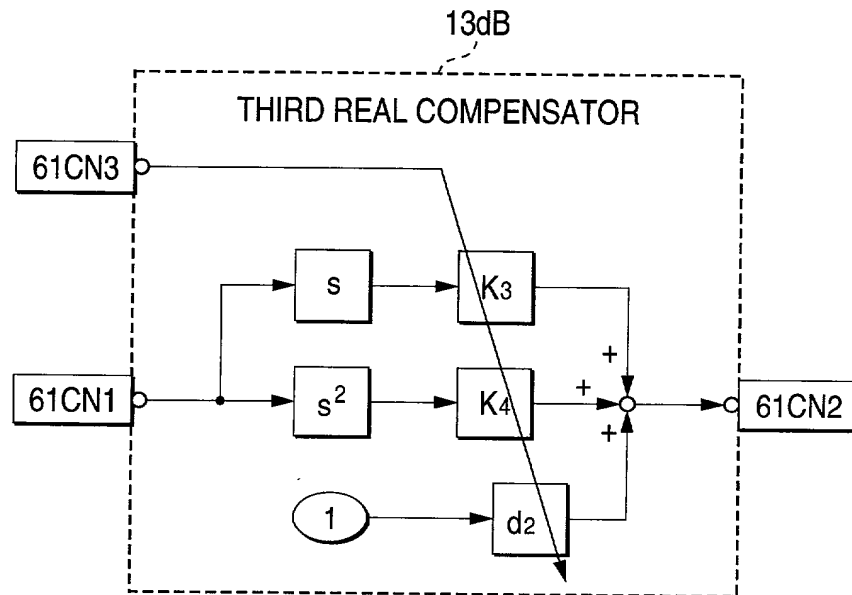 13dB
THIRD REAL COMPENSATOR
61CN3
s
K3
+
61CN1
s²
K4
+
61CN2
+
1
d2